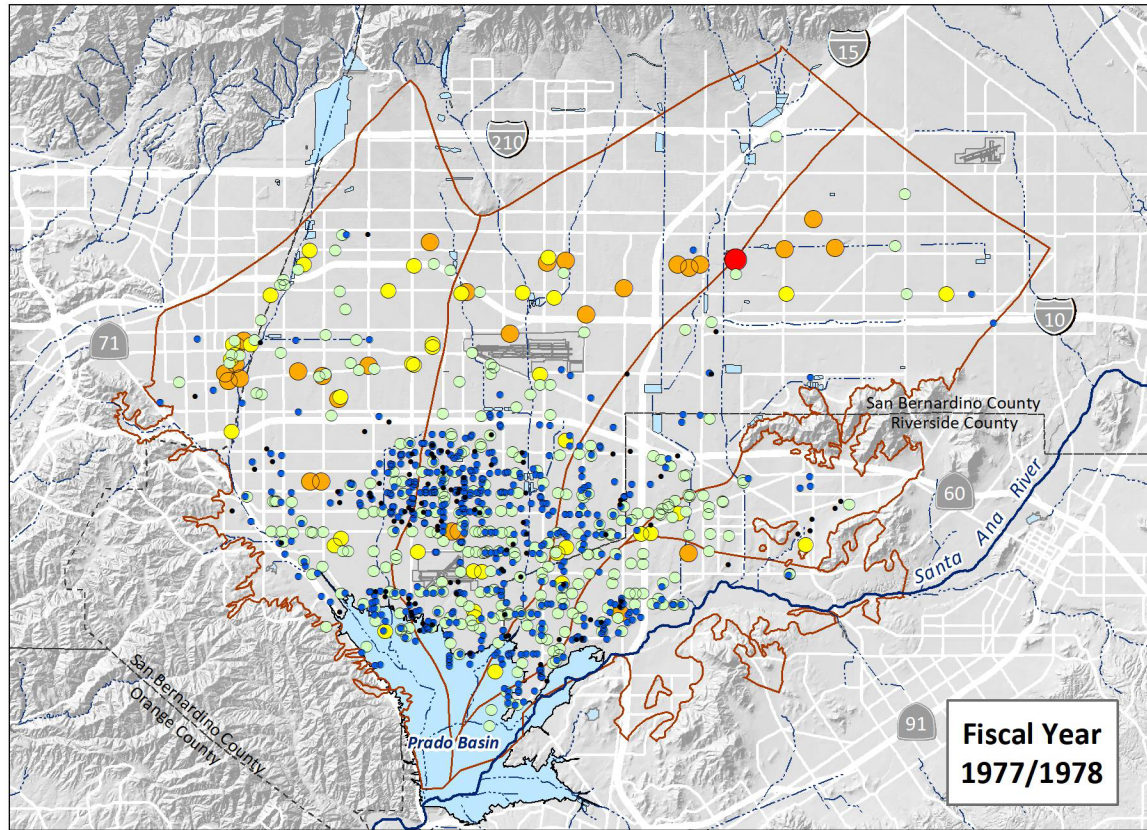 15
210
71
10
San Bernardino County
Riverside County
60
Santa Ana River
San Bernardino County
Orange County
Prado Basin
91
Fiscal Year
1977/1978